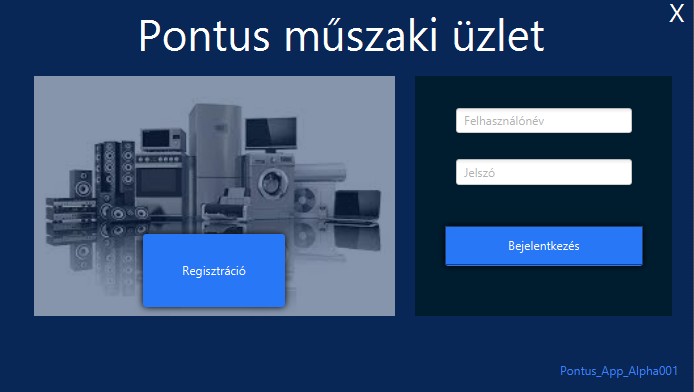 Pontus műszaki üzlet
X
Felhasználónév
Jelszó
Regisztráció
Bejelentkezés
Pontus_App_Alpha001